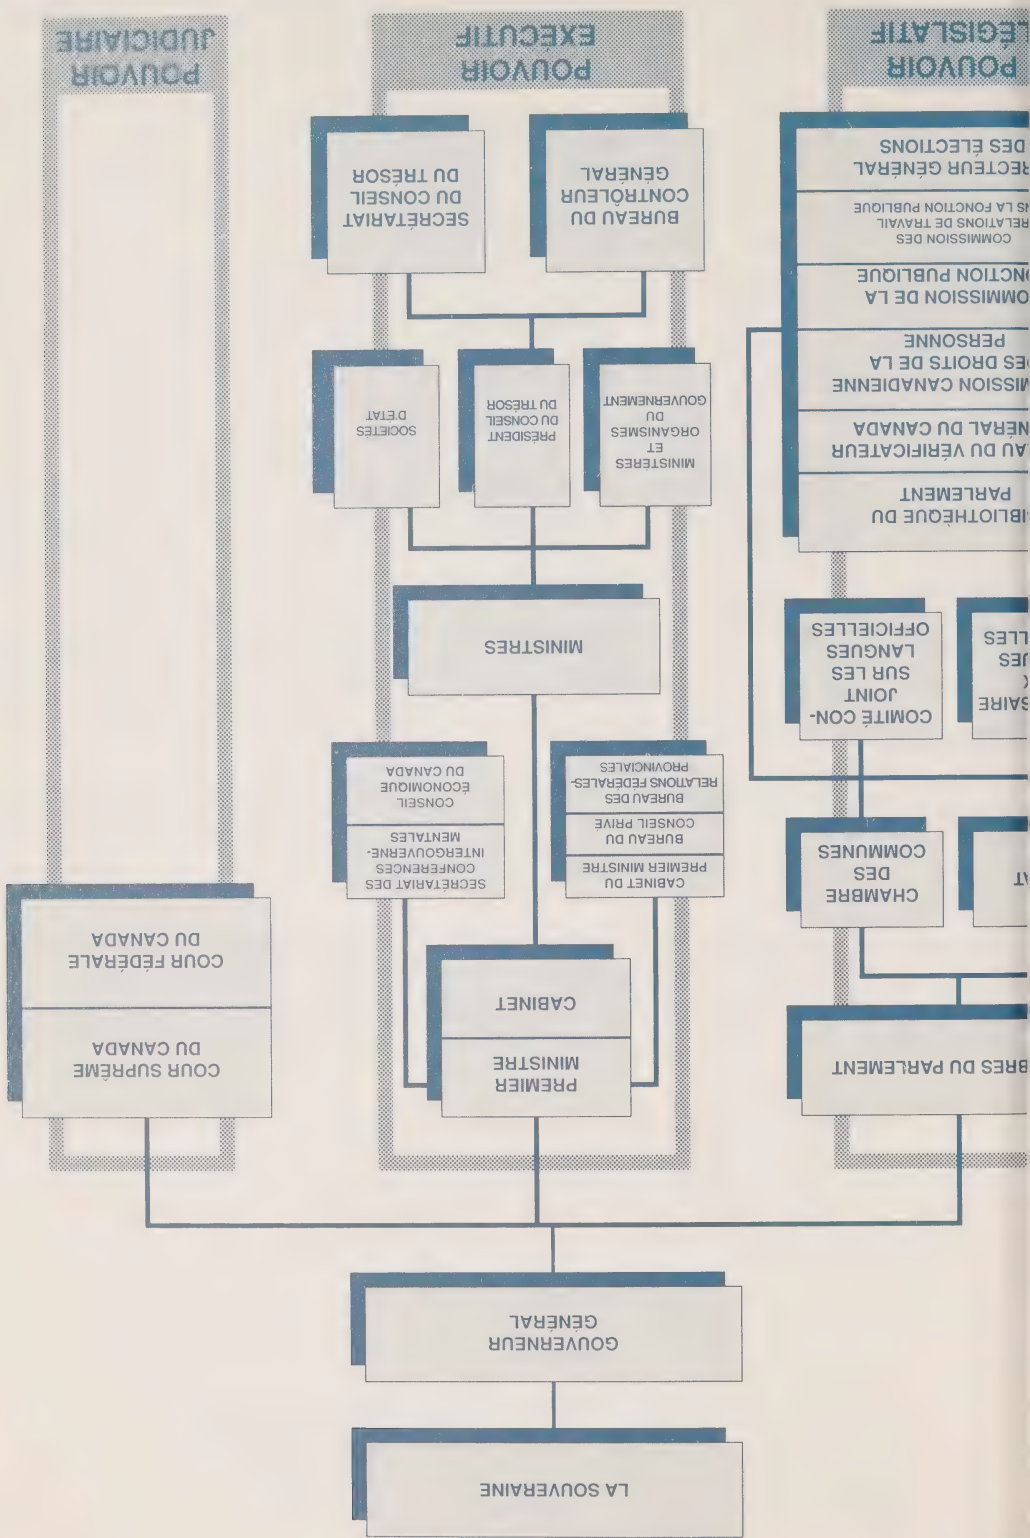 LA SOUVERAINE
GOUVERNEUR
GÉNÉRAL
BRES DU PARLEMENT
AT
CHAMBRE
DES
COMMUNES
SAIRE
X
UES
LLES
COMITÉ CON-
JOINT
SUR LES
LANGUES
OFFICIELLES
IBLIOTHÈQUE DU
PARLEMENT
AU DU VÉRIFICATEUR
NÉRAL DU CANADA
MISSION CANADIENNE
ES DROITS DE LA
PERSONNE
OMMISSION DE LA
NCTION PUBLIQUE
COMMISSION DES
RELATIONS DE TRAVAIL
NS LA FONCTION PUBLIQUE
RECTEUR GÉNÉRAL
DES ÉLECTIONS
POUVOIR
LÉGISLATIF
PREMIER
MINISTRE
CABINET
CABINET DU
PREMIER MINISTRE
BUREAU DU
CONSEIL PRIVÉ
BUREAU DES
RELATIONS FÉDÉRALES-
PROVINCIALES
SECRÉTARIAT DES
CONFÉRENCES
INTERGOUVERNE-
MENTALES
CONSEIL
ÉCONOMIQUE
DU CANADA
MINISTRES
MINISTÈRES
ET
ORGANISMES
DU
GOUVERNEMENT
PRÉSIDENT
DU CONSEIL
DU TRÉSOR
SOCIÉTÉS
D'ÉTAT
BUREAU DU
CONTRÔLEUR
GÉNÉRAL
SECRÉTARIAT
DU CONSEIL
DU TRÉSOR
POUVOIR
EXÉCUTIF
COUR SUPRÊME
DU CANADA
COUR FÉDÉRALE
DU CANADA
POUVOIR
JUDICIAIRE